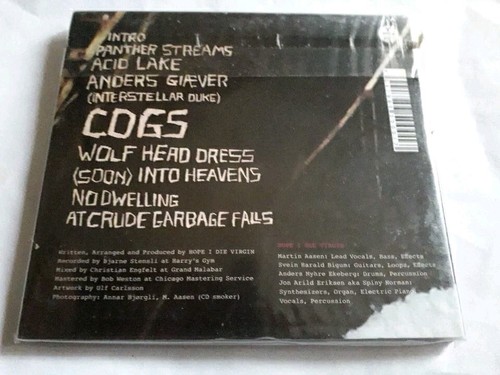 INTRO
PANTHER STREAMS
ACID LAKE
ANDERS GIÆVER
(INTERSTELLAR DUKE)
COGS
WOLF HEAD DRESS
(SOON) INTO HEAVENS
NO DWELLING
AT CRUDE GARBAGE FALLS
Written, Arranged and Produced by HOPE I DIE VIRGIN
Recorded by Bjarne Stensli at Harry's Gym
Mixed by Christian Engfelt at Grand Malabar
Mastered by Bob Weston at Chicago Mastering Service
Artwork by Ulf Carlsson
Photography: Annar Bjørgli, M. Aasen (CD smoker)
HOPE I DIE VIRGIN
Martin Aasen: Lead Vocals, Bass, Effects
Svein Harald Bigum: Guitars, Loops, Effects
Anders Myhre Ekeberg: Drums, Percussion
Jon Arild Eriksen aka Spiny Norman:
Synthesizers, Organ, Electric Piano
Vocals, Percussion